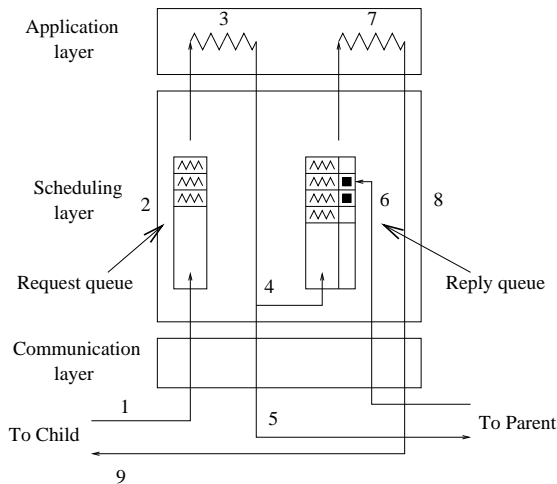 3
7
Application
layer
Scheduling
layer
2
6
8
Request queue
4
Reply queue
Communication
layer
1
5
To Child
To Parent
9